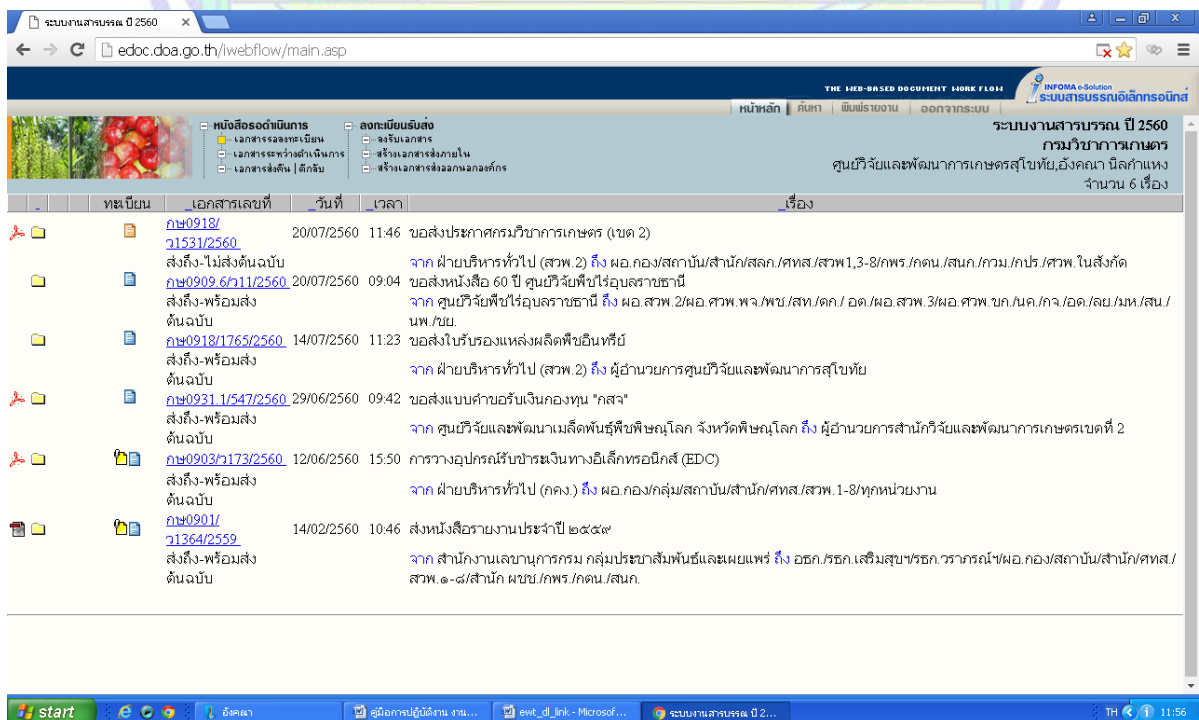 ระบบงานสารบรรณ ปี 2560
edoc.doa.go.th/iwebflow/main.asp
THE WEB-BASED DOCUMENT WORK FLOW
INFOMA e-Solution
ระบบสารบรรณอิเล็กทรอนิกส์
หน้าหลัก ค้นหา พิมพ์รายงาน ออกจากระบบ
หนังสือรอดำเนินการ ลงทะเบียนรับส่ง
เอกสารรอลงทะเบียน ลงรับเอกสาร
เอกสารระหว่างดำเนินการ สร้างเอกสารส่งภายใน
เอกสารส่งคืน | ดึกลับ สร้างเอกสารส่งออกนอกองค์กร
ระบบงานสารบรรณ ปี 2560
กรมวิชาการเกษตร
ศูนย์วิจัยและพัฒนาการเกษตรสุโขทัย,อังคณา นิลกำแหง
จำนวน 6 เรื่อง
ทะเบียน _เอกสารเลขที่ _วันที่ _เวลา _เรื่อง
กษ0918/
ว1531/2560 20/07/2560 11:46 ขอส่งประกาศกรมวิชาการเกษตร (เขต 2)
ส่งถึง-ไม่ส่งต้นฉบับ จาก ฝ่ายบริหารทั่วไป (สวพ.2) ถึง ผอ.กอง/สถาบัน/สำนัก/สลก./ศทส./สวพ1,3-8/กพร./กตน./สนก./กวม./กปร./ศวพ.ในสังกัด
กษ0909.6/ว11/2560 20/07/2560 09:04 ขอส่งหนังสือ 60 ปี ศูนย์วิจัยพืชไร่อุบลราชธานี
ส่งถึง-พร้อมส่ง จาก ศูนย์วิจัยพืชไร่อุบลราชธานี ถึง ผอ.สวพ.2/ผอ.ศวพ.พจ/พช./สท./ตก./ อต./ผอ.สวพ.3/ผอ.ศวพ.ขก./นค./กจ./อด./ลย./มห./สน./
ต้นฉบับ นพ./ชย.
กษ0918/1765/2560 14/07/2560 11:23 ขอส่งใบรับรองแหล่งผลิตพืชอินทรีย์
ส่งถึง-พร้อมส่ง
ต้นฉบับ จาก ฝ่ายบริหารทั่วไป (สวพ.2) ถึง ผู้อำนวยการศูนย์วิจัยและพัฒนาการสุโขทัย
กษ0931.1/547/2560 29/06/2560 09:42 ขอส่งแบบคำขอรับเงินกองทุน "กสจ"
ส่งถึง-พร้อมส่ง
ต้นฉบับ จาก ศูนย์วิจัยและพัฒนาเมล็ดพันธุ์พืชพิษณุโลก จังหวัดพิษณุโลก ถึง ผู้อำนวยการสำนักวิจัยและพัฒนาการเกษตรเขตที่ 2
กษ0903/ว173/2560 12/06/2560 15:50 การวางอุปกรณ์รับชำระเงินทางอิเล็กทรอนิกส์ (EDC)
ส่งถึง-พร้อมส่ง
ต้นฉบับ จาก ฝ่ายบริหารทั่วไป (กคง.) ถึง ผอ.กอง/กลุ่ม/สถาบัน/สำนัก/ศทส./สวพ.1-8/ทุกหน่วยงาน
กษ0901/
ว1364/2559 14/02/2560 10:46 ส่งหนังสือรายงานประจำปี ๒๕๕๙
ส่งถึง-พร้อมส่ง จาก สำนักงานเลขานุการกรม กลุ่มประชาสัมพันธ์และเผยแพร่ ถึง อธก./รธก.เสริมสุขฯ/รธก.วราภรณ์ฯ/ผอ.กอง/สถาบัน/สำนัก/ศทส./
ต้นฉบับ สวพ.๑-๘/สำนัก ผชช./กพร./กตน./สนก.
start อังคณา คู่มือการปฏิบัติงาน งาน... ewt_dl_link - Microsof... ระบบงานสารบรรณ ปี 2... TH 11:56